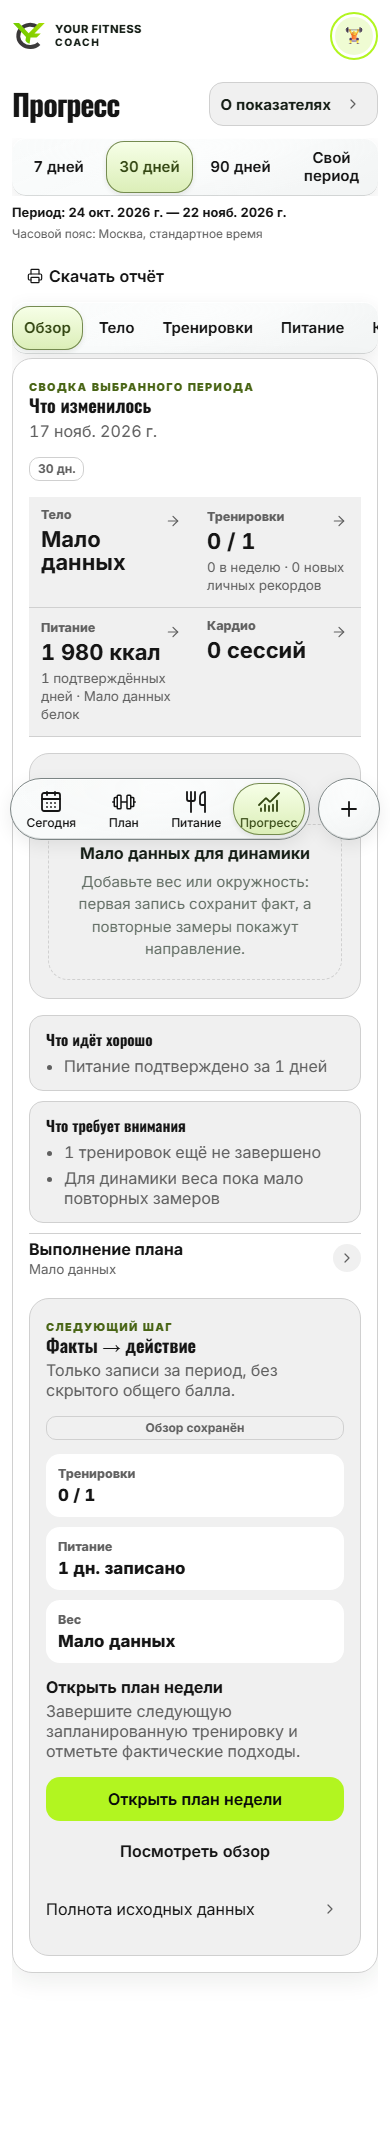 YOUR FITNESS
COACH
Прогресс
О показателях
7 дней
30 дней
90 дней
Свой
период
Период: 24 окт. 2026 г. — 22 нояб. 2026 г.
Часовой пояс: Москва, стандартное время
Скачать отчёт
Обзор
Тело
Тренировки
Питание
СВОДКА ВЫБРАННОГО ПЕРИОДА
Что изменилось
17 нояб. 2026 г.
30 дн.
Тело
Мало
данных
Тренировки
0 / 1
0 в неделю · 0 новых
личных рекордов
Питание
1 980 ккал
1 подтверждённых
дней · Мало данных
белок
Кардио
0 сессий
Сегодня
План
Питание
Прогресс
Мало данных для динамики
Добавьте вес или окружность:
первая запись сохранит факт, а
повторные замеры покажут
направление.
Что идёт хорошо
• Питание подтверждено за 1 дней
Что требует внимания
• 1 тренировок ещё не завершено
• Для динамики веса пока мало
повторных замеров
Выполнение плана
Мало данных
СЛЕДУЮЩИЙ ШАГ
Факты → действие
Только записи за период, без
скрытого общего балла.
Обзор сохранён
Тренировки
0 / 1
Питание
1 дн. записано
Вес
Мало данных
Открыть план недели
Завершите следующую
запланированную тренировку и
отметьте фактические подходы.
Открыть план недели
Посмотреть обзор
Полнота исходных данных